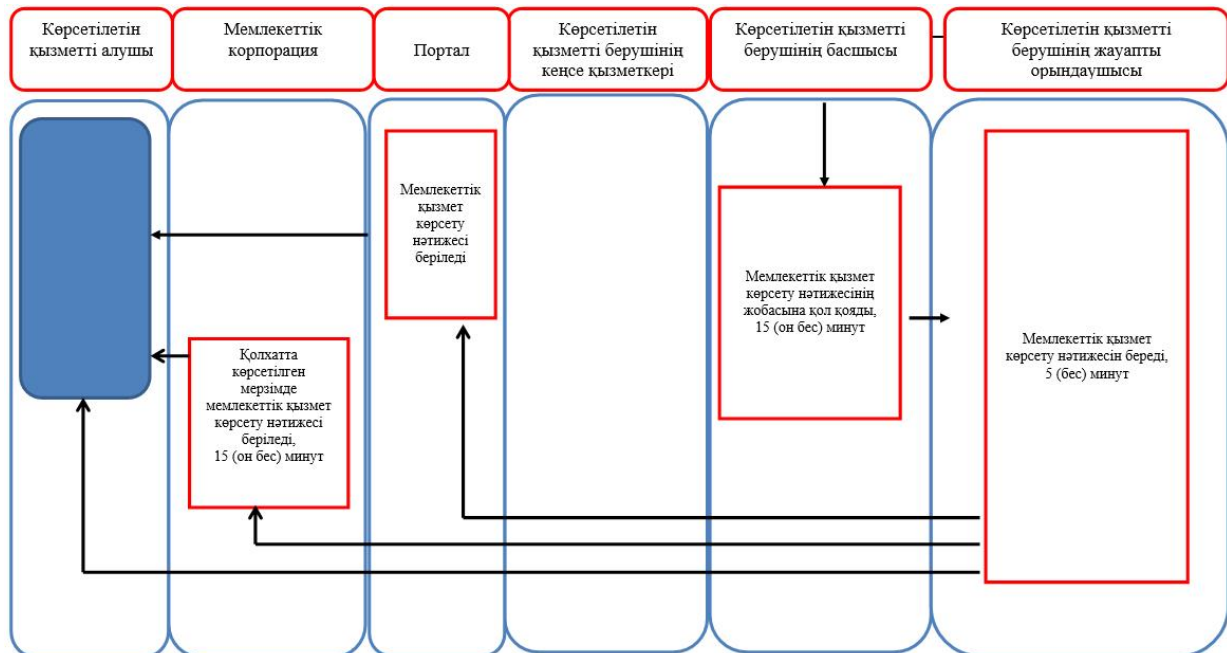 Көрсетілетін
қызметті алушы
Мемлекеттік
корпорация
Портал
Көрсетілетін
қызметті берушінің
кеңсе қызметкері
Көрсетілетін қызметті
берушінің басшысы
Көрсетілетін қызметті
берушінің жауапты
орындаушысы
Мемлекеттік
қызмет
көрсету
нәтижесі
беріледі
Қолхатта
көрсетілген
мерзімде
мемлекеттік қызмет
көрсету нәтижесі
беріледі,
15 (он бес) минут
Мемлекеттік қызмет
көрсету нәтижесінің
жобасына қол қояды,
15 (он бес) минут
Мемлекеттік қызмет
көрсету нәтижесін береді,
5 (бес) минут